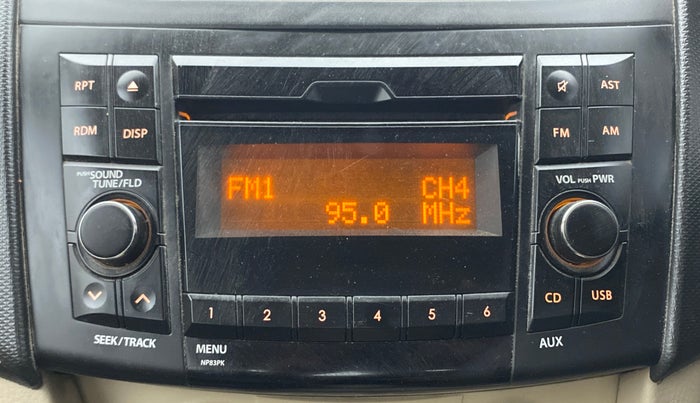 RPT
AST
RDM
DISP
FM
AM
PUSH SOUND
TUNE/FLD
VOL PUSH PWR
FM1 CH4
95.0 MHz
CD
USB
1 2 3 4 5 6
SEEK/TRACK
MENU
AUX
NP83PK